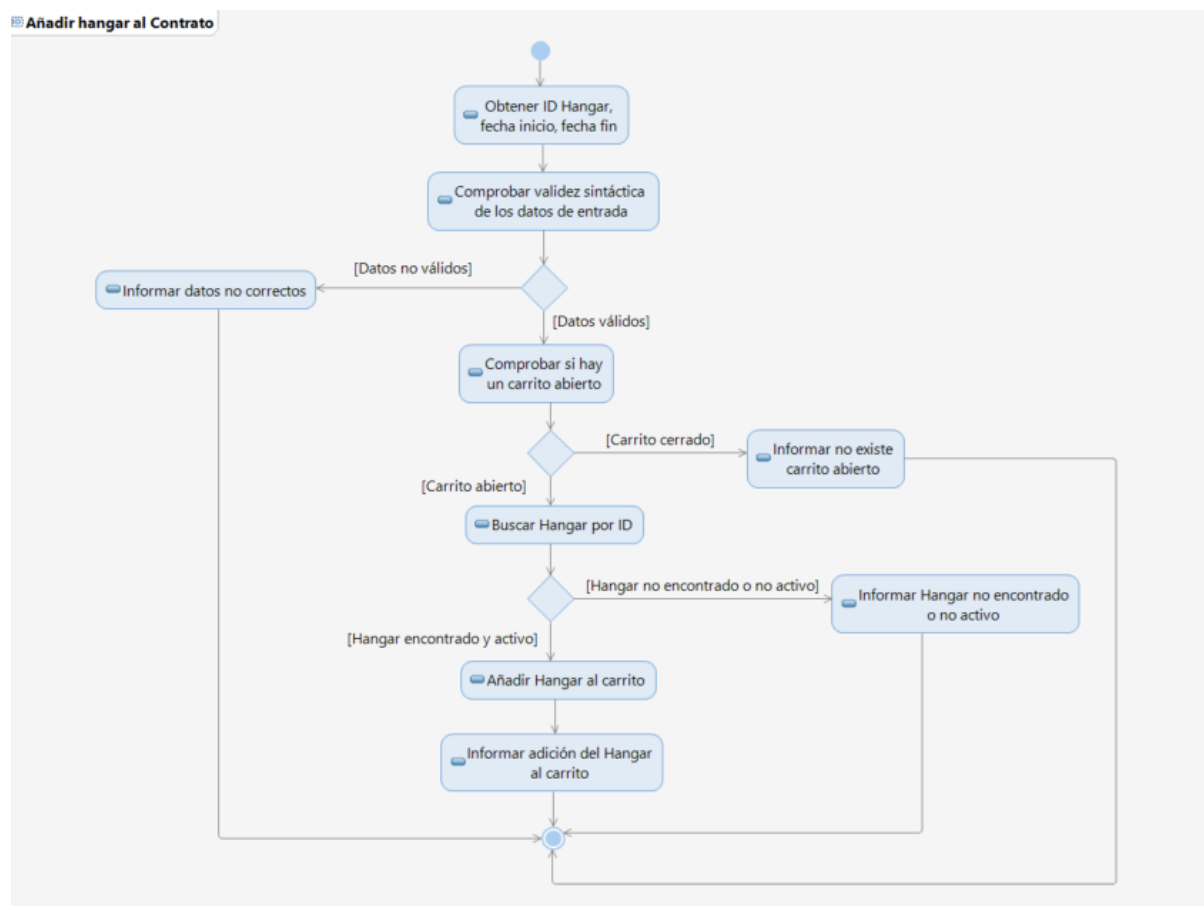 Añadir hangar al Contrato
Obtener ID Hangar,
fecha inicio, fecha fin
Comprobar validez sintáctica
de los datos de entrada
[Datos no válidos]
Informar datos no correctos
[Datos válidos]
Comprobar si hay
un carrito abierto
[Carrito cerrado]
Informar no existe
carrito abierto
[Carrito abierto]
Buscar Hangar por ID
[Hangar no encontrado o no activo]
Informar Hangar no encontrado
o no activo
[Hangar encontrado y activo]
Añadir Hangar al carrito
Informar adición del Hangar
al carrito